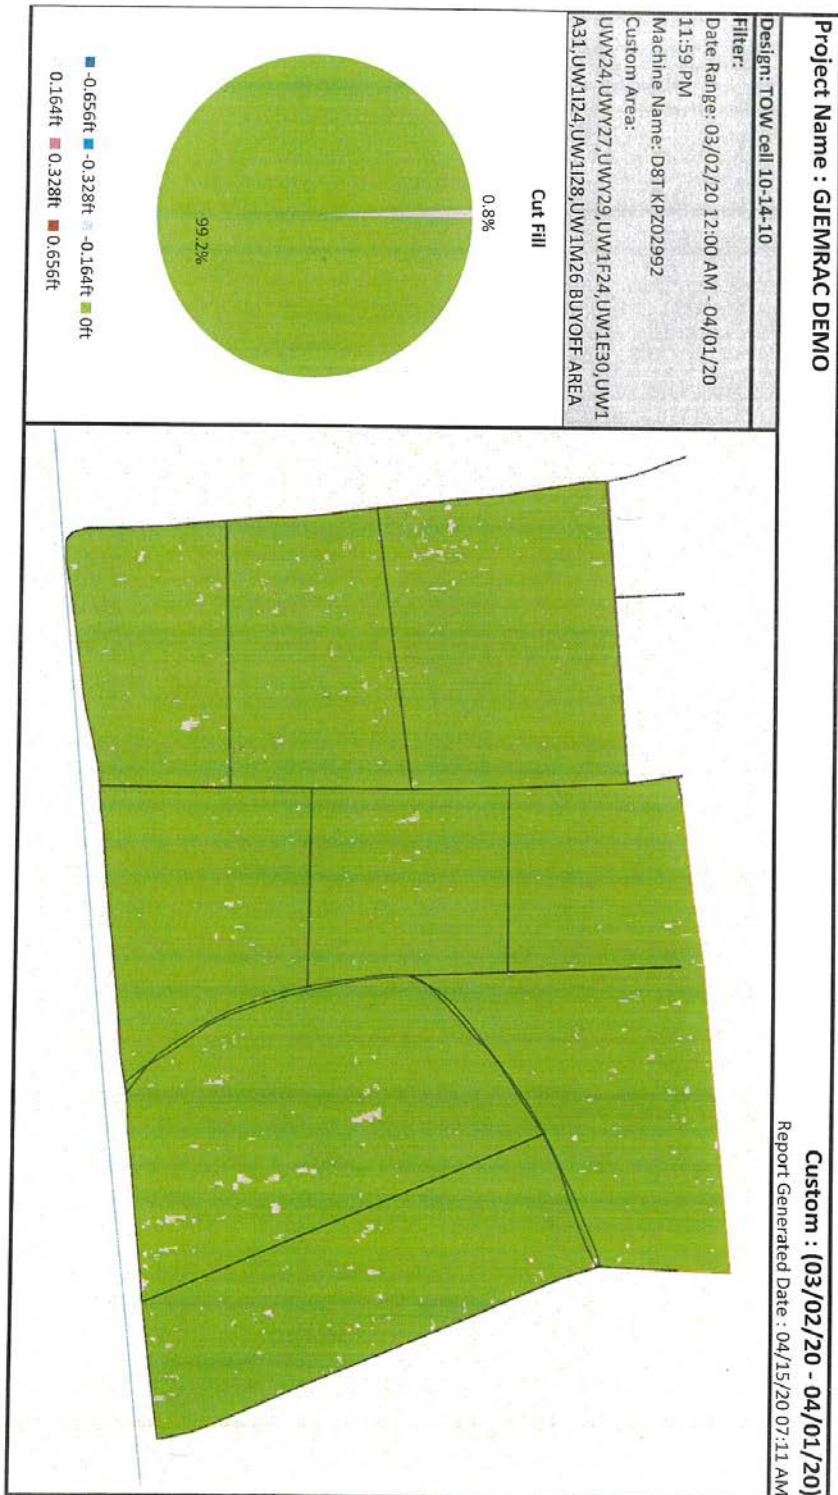 Project Name : GJEMRAC DEMO
Custom : (03/02/20 - 04/01/20)
Report Generated Date : 04/15/20 07:11 AM
Design: TOW cell 10-14-10
Filter:
Date Range: 03/02/20 12:00 AM - 04/01/20
11:59 PM
Machine Name: D8T KPZ02992
Custom Area:
UWY24,UWY27,UWY29,UW1F24,UW1E30,UW1
A31,UW1I24,UW1I28,UW1M26 BUYOFF AREA
Cut Fill
0.8%
99.2%
-0.656ft -0.328ft -0.164ft 0ft
0.164ft 0.328ft 0.656ft